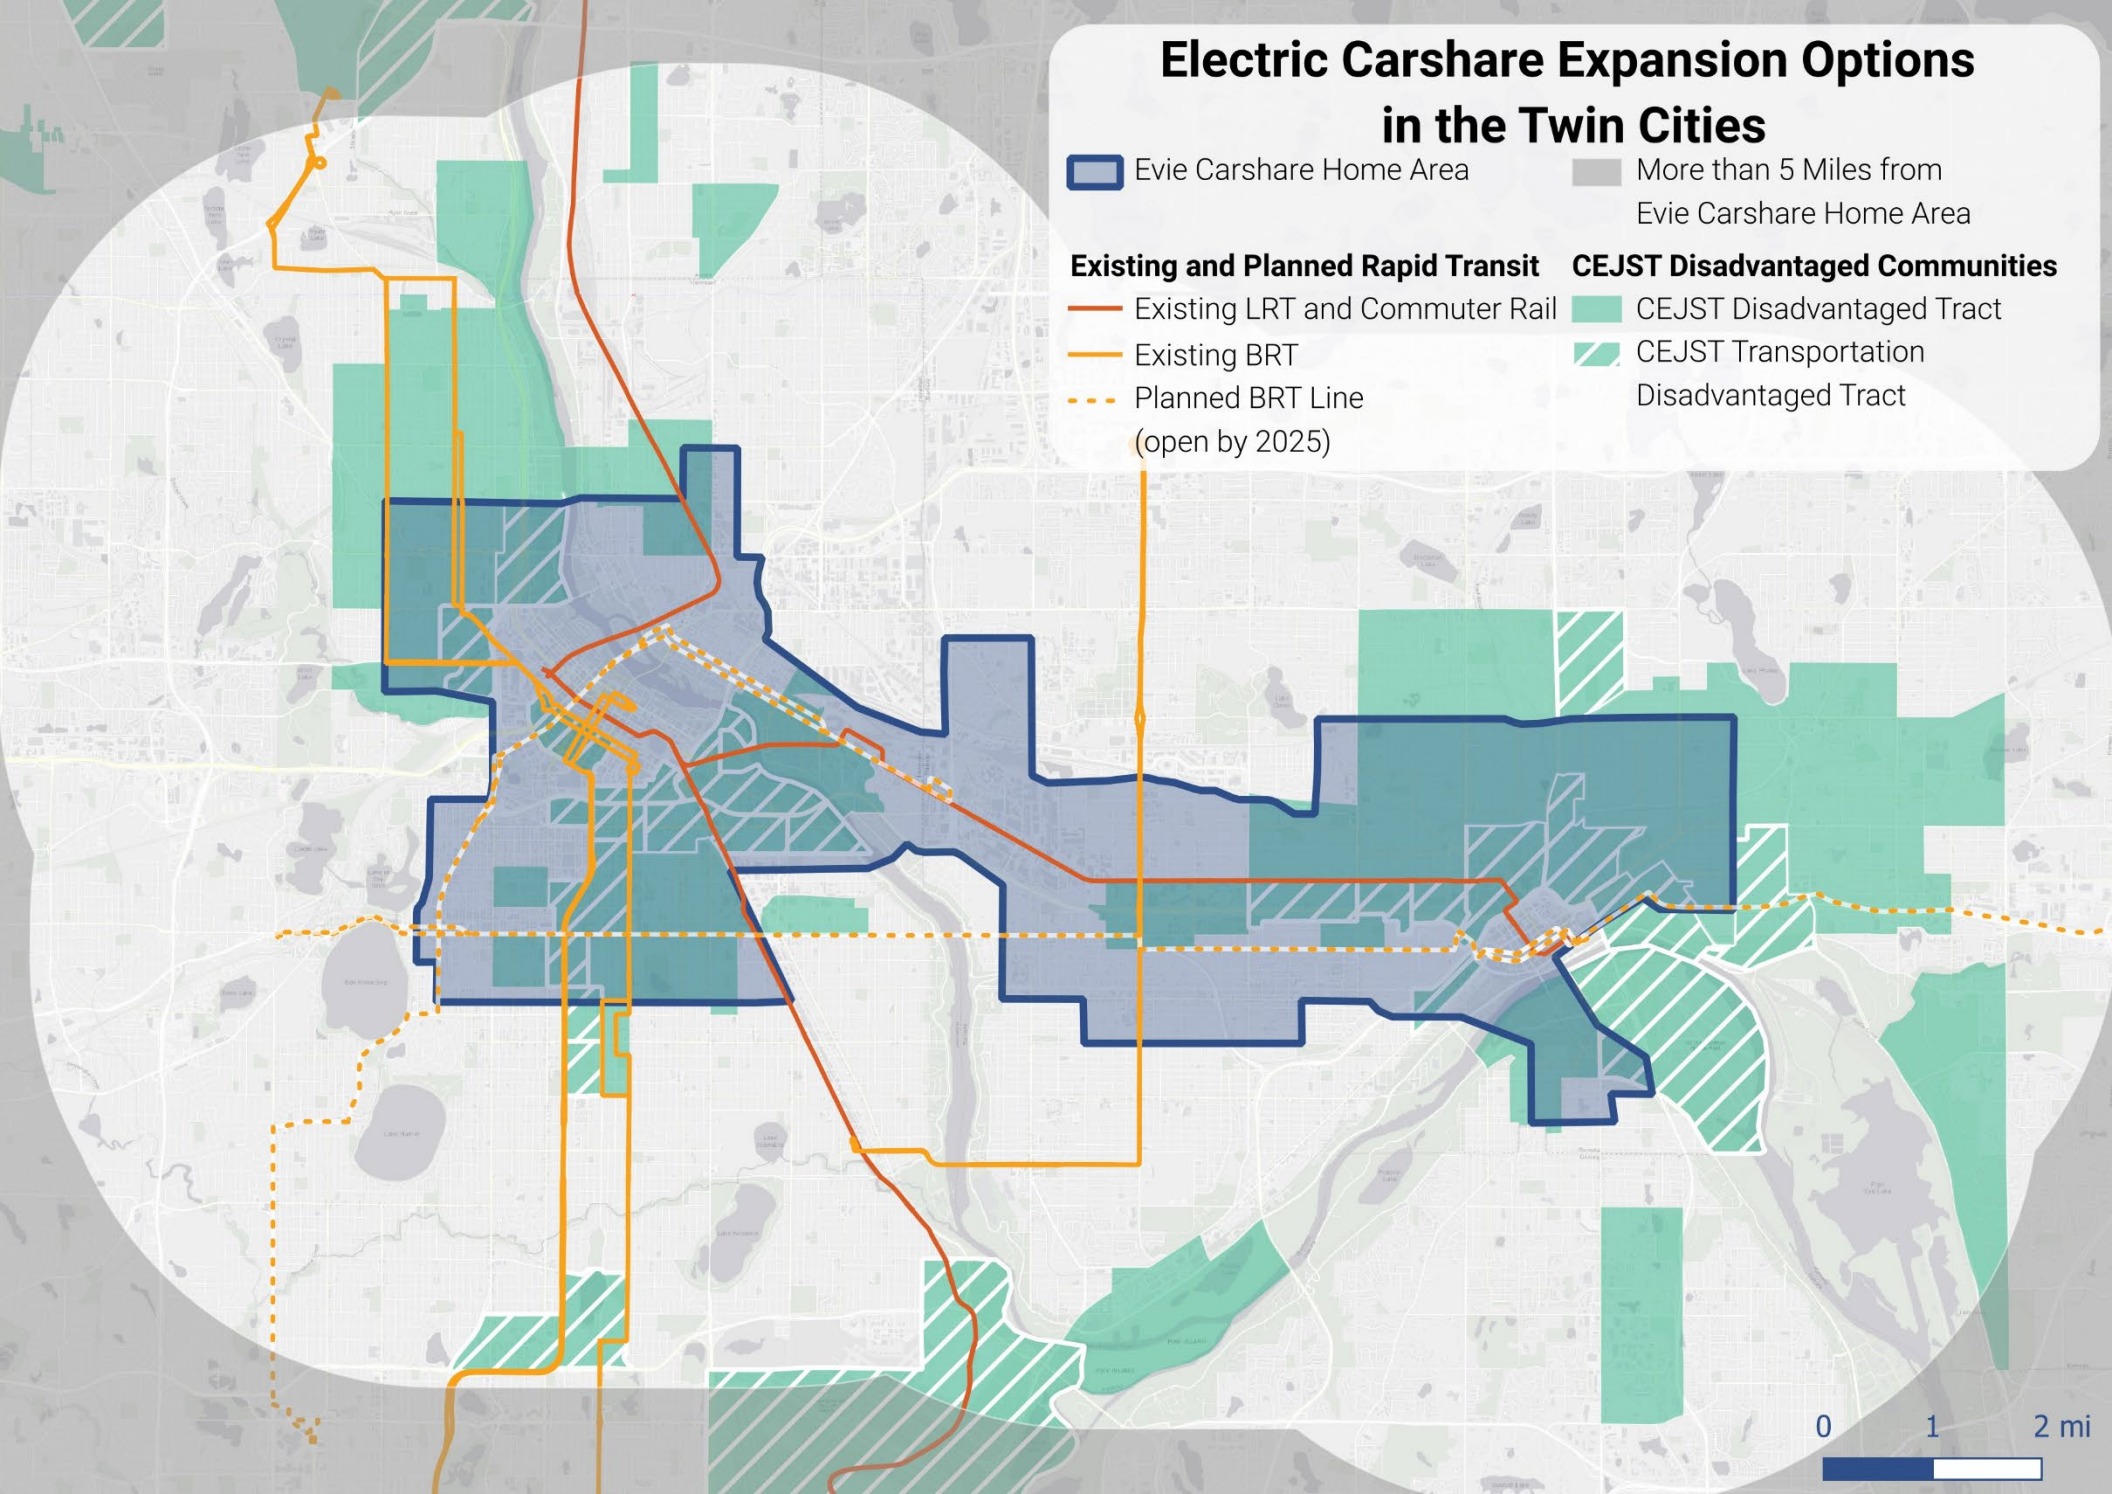 Electric Carshare Expansion Options
in the Twin Cities
Evie Carshare Home Area
More than 5 Miles from
Evie Carshare Home Area
Existing and Planned Rapid Transit
CEJST Disadvantaged Communities
Existing LRT and Commuter Rail
CEJST Disadvantaged Tract
Existing BRT
CEJST Transportation
Disadvantaged Tract
Planned BRT Line
(open by 2025)
0 1 2 mi